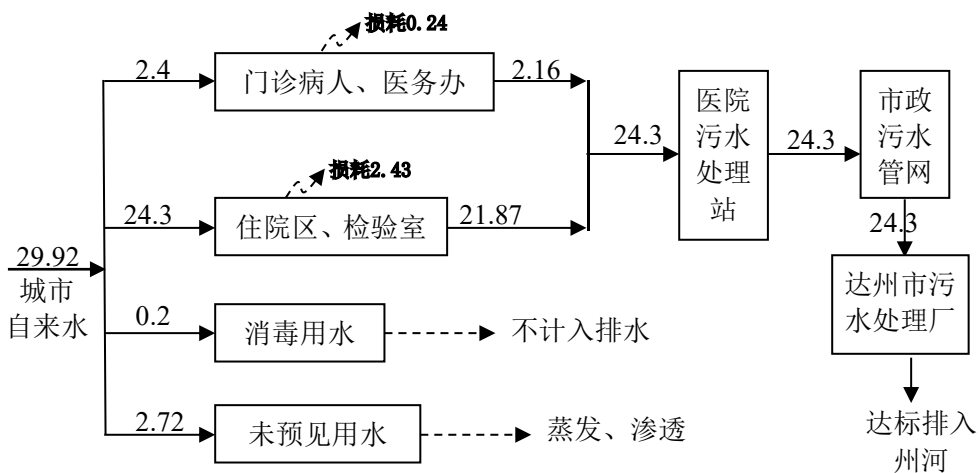 损耗0.24
2.4
门诊病人、医务办
2.16
损耗2.43
24.3
住院区、检验室
21.87
24.3
医院
污水
处理
站
24.3
市政
污水
管网
24.3
29.92
城市
自来水
0.2
消毒用水
不计入排水
达州市污
水处理厂
2.72
未预见用水
蒸发、渗透
达标排入
州河